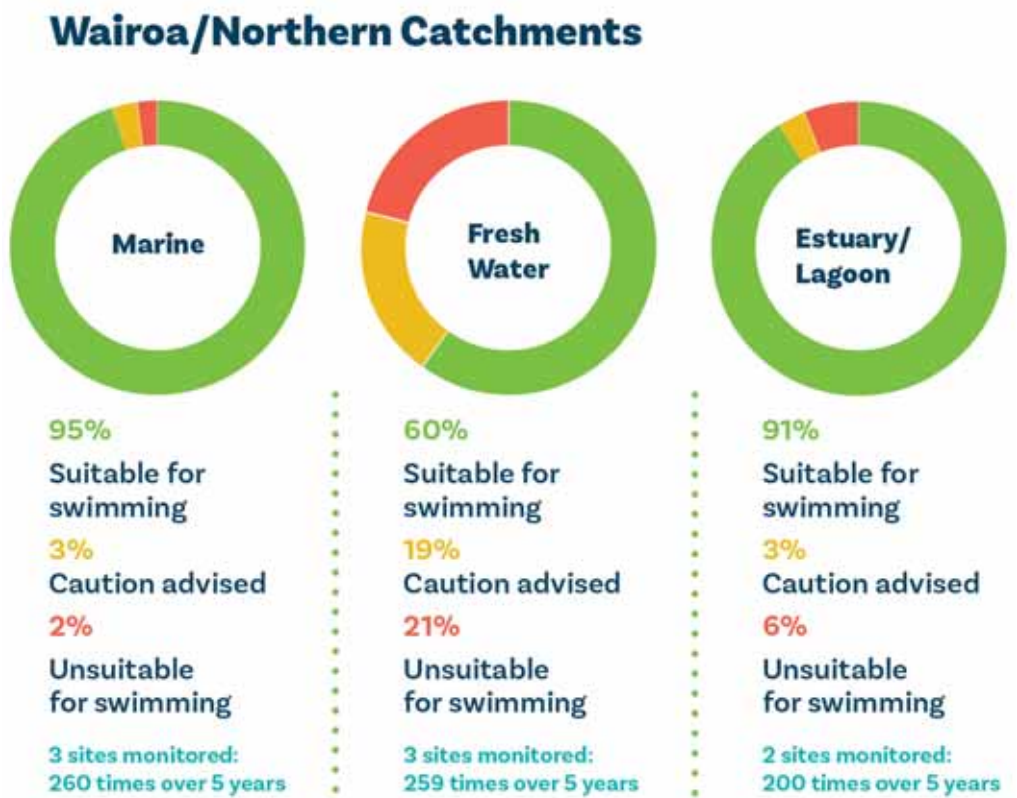 Wairoa/Northern Catchments
Marine
95%
Suitable for
swimming
3%
Caution advised
2%
Unsuitable
for swimming
3 sites monitored:
260 times over 5 years
Fresh
Water
60%
Suitable for
swimming
19%
Caution advised
21%
Unsuitable
for swimming
3 sites monitored:
259 times over 5 years
Estuary/
Lagoon
91%
Suitable for
swimming
3%
Caution advised
6%
Unsuitable
for swimming
2 sites monitored:
200 times over 5 years